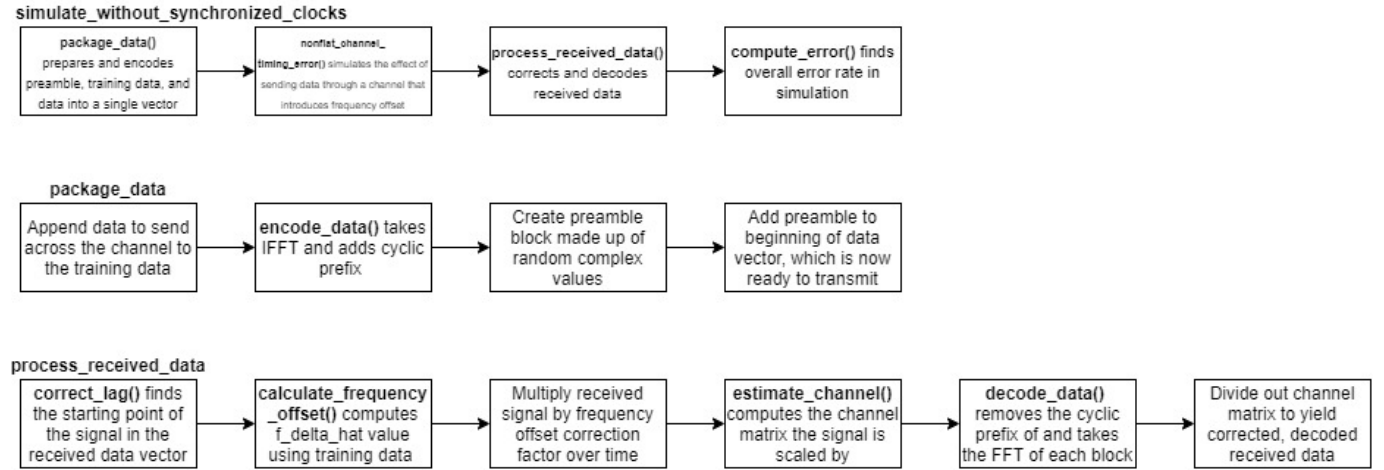 simulate_without_synchronized_clocks
package_data()
prepares and encodes
preamble, training data, and
data into a single vector
nonflat_channel_
timing_error() simulates the effect of
sending data through a channel that
introduces frequency offset
process_received_data()
corrects and decodes
received data
compute_error() finds
overall error rate in
simulation
package_data
Append data to send
across the channel to
the training data
encode_data() takes
IFFT and adds cyclic
prefix
Create preamble
block made up of
random complex
values
Add preamble to
beginning of data
vector, which is now
ready to transmit
process_received_data
correct_lag() finds
the starting point of
the signal in the
received data vector
calculate_frequency
_offset() computes
f_delta_hat value
using training data
Multiply received
signal by frequency
offset correction
factor over time
estimate_channel()
computes the channel
matrix the signal is
scaled by
decode_data()
removes the cyclic
prefix of and takes
the FFT of each block
Divide out channel
matrix to yield
corrected, decoded
received data